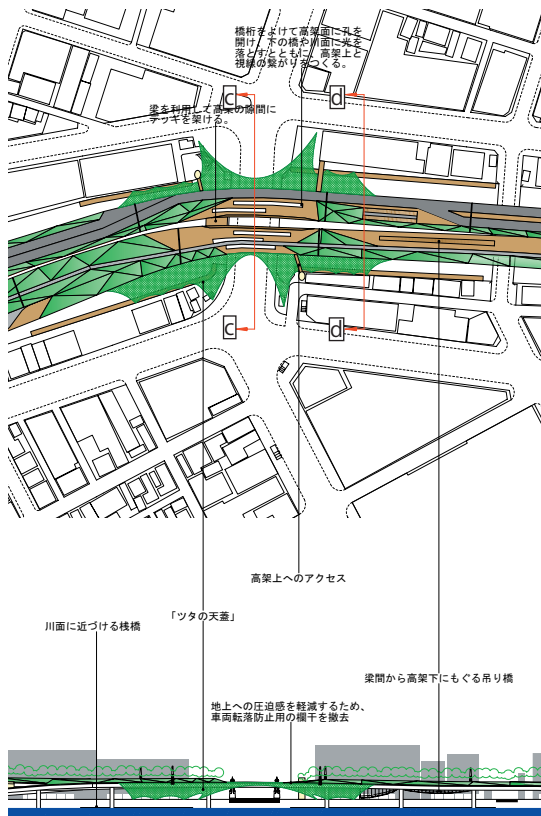 橋桁をよけて高架面に孔を
開け、下の橋や川面に光を
落とすとともに、高架上と
視線の繋がりをつくる。
c
d
梁を利用して高架の隙間に
デッキを架ける。
c
d
高架上へのアクセス
「ツタの天蓋」
川面に近づける桟橋
梁間から高架下にもぐる吊り橋
地上への圧迫感を軽減するため、
車両転落防止用の欄干を撤去